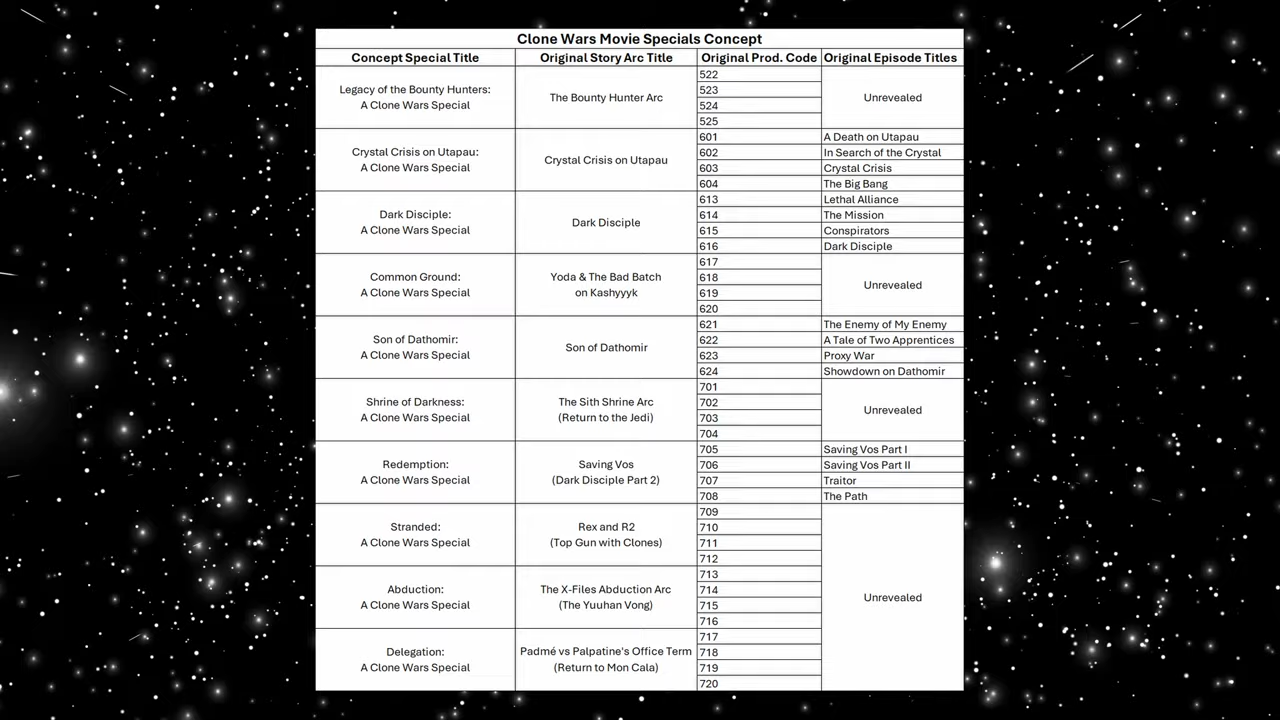 Clone Wars Movie Specials Concept
Concept Special Title Original Story Arc Title Original Prod. Code Original Episode Titles
Legacy of the Bounty Hunters:
A Clone Wars Special
The Bounty Hunter Arc
522
523
524
525
Unrevealed
Crystal Crisis on Utapau:
A Clone Wars Special
Crystal Crisis on Utapau
601 A Death on Utapau
602 In Search of the Crystal
603 Crystal Crisis
604 The Big Bang
Dark Disciple:
A Clone Wars Special
Dark Disciple
613 Lethal Alliance
614 The Mission
615 Conspirators
616 Dark Disciple
Common Ground:
A Clone Wars Special
Yoda & The Bad Batch
on Kashyyyk
617
618
619
620
Unrevealed
Son of Dathomir:
A Clone Wars Special
Son of Dathomir
621 The Enemy of My Enemy
622 A Tale of Two Apprentices
623 Proxy War
624 Showdown on Dathomir
Shrine of Darkness:
A Clone Wars Special
The Sith Shrine Arc
(Return to the Jedi)
701
702
703
704
Unrevealed
Redemption:
A Clone Wars Special
Saving Vos
(Dark Disciple Part 2)
705 Saving Vos Part I
706 Saving Vos Part II
707 Traitor
708 The Path
Stranded:
A Clone Wars Special
Rex and R2
(Top Gun with Clones)
709
710
711
712
Abduction:
A Clone Wars Special
The X-Files Abduction Arc
(The Yuuhan Vong)
713
714
715
716
Unrevealed
Delegation:
A Clone Wars Special
Padmé vs Palpatine's Office Term
(Return to Mon Cala)
717
718
719
720